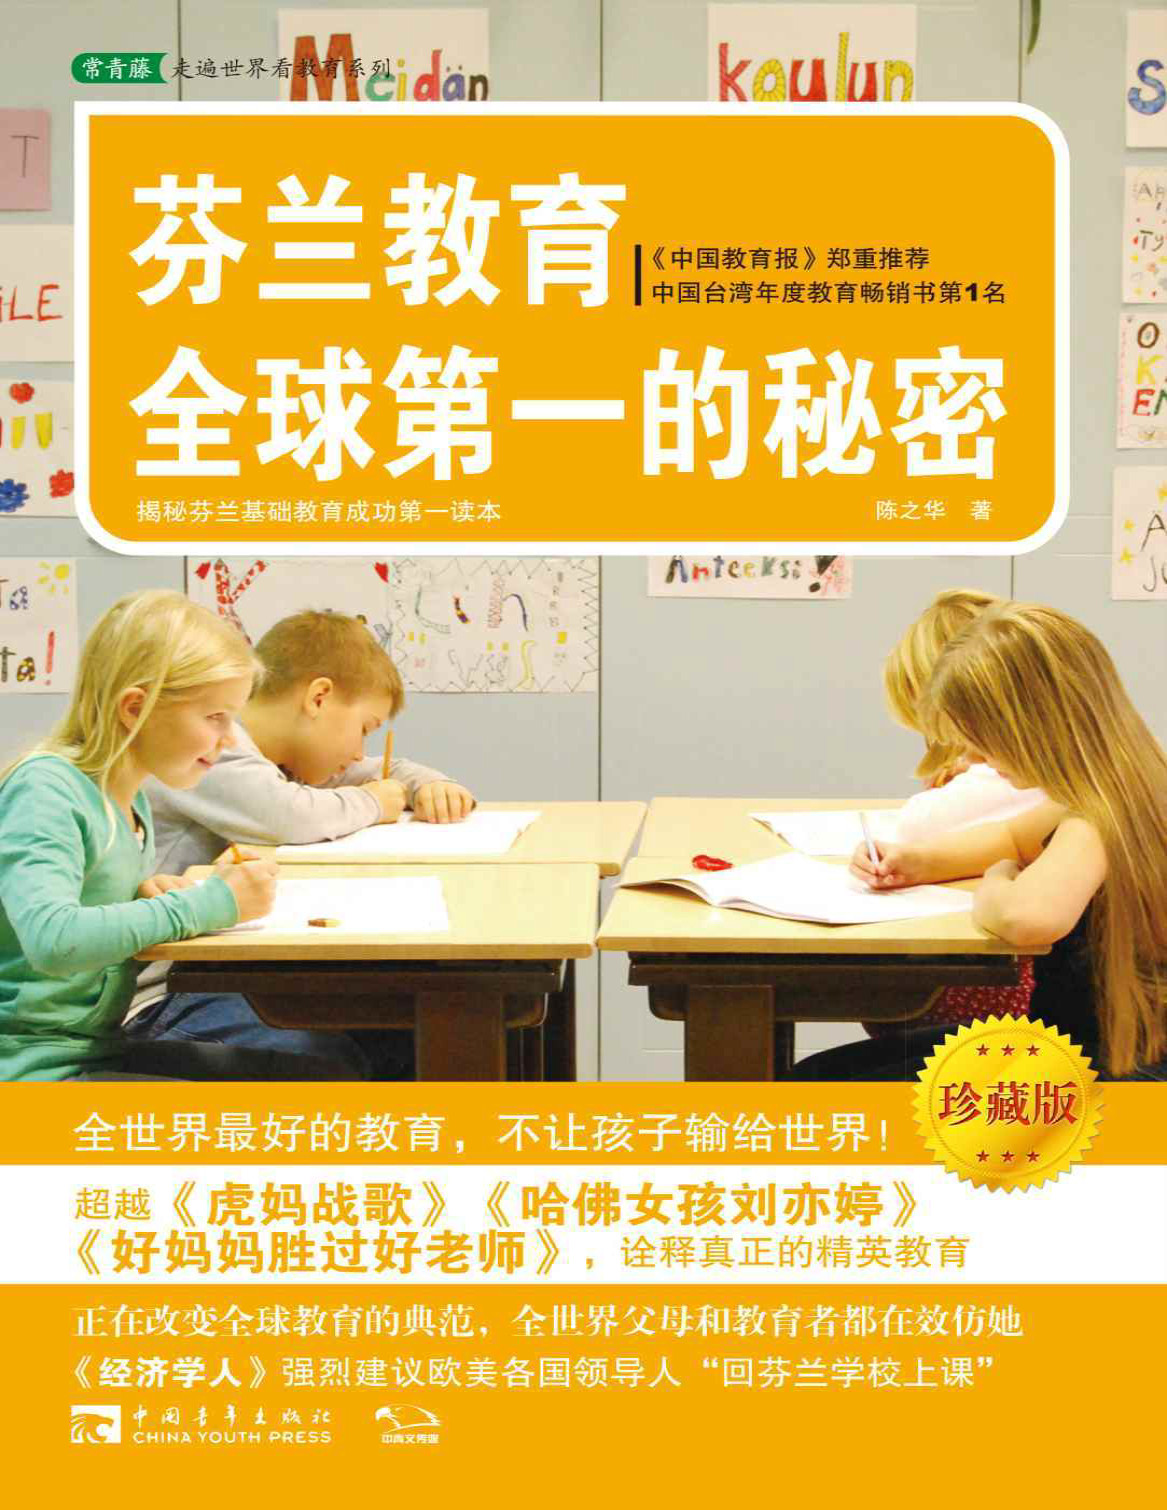 常青藤 走遍世界看教育系列
Meidän
koulun
S
T
芬兰教育
《中国教育报》郑重推荐
中国台湾年度教育畅销书第1名
iLE
全球第一的秘密
揭秘芬兰基础教育成功第一读本
陈之华 著
Anteeksi
ta!
全世界最好的教育，不让孩子输给世界！
★ ★ ★
珍藏版
★ ★ ★
超越《虎妈战歌》《哈佛女孩刘亦婷》
《好妈妈胜过好老师》，诠释真正的精英教育
正在改变全球教育的典范，全世界父母和教育者都在效仿她
《经济学人》强烈建议欧美各国领导人“回芬兰学校上课”
中国青年出版社
CHINA YOUTH PRESS
中青文传媒